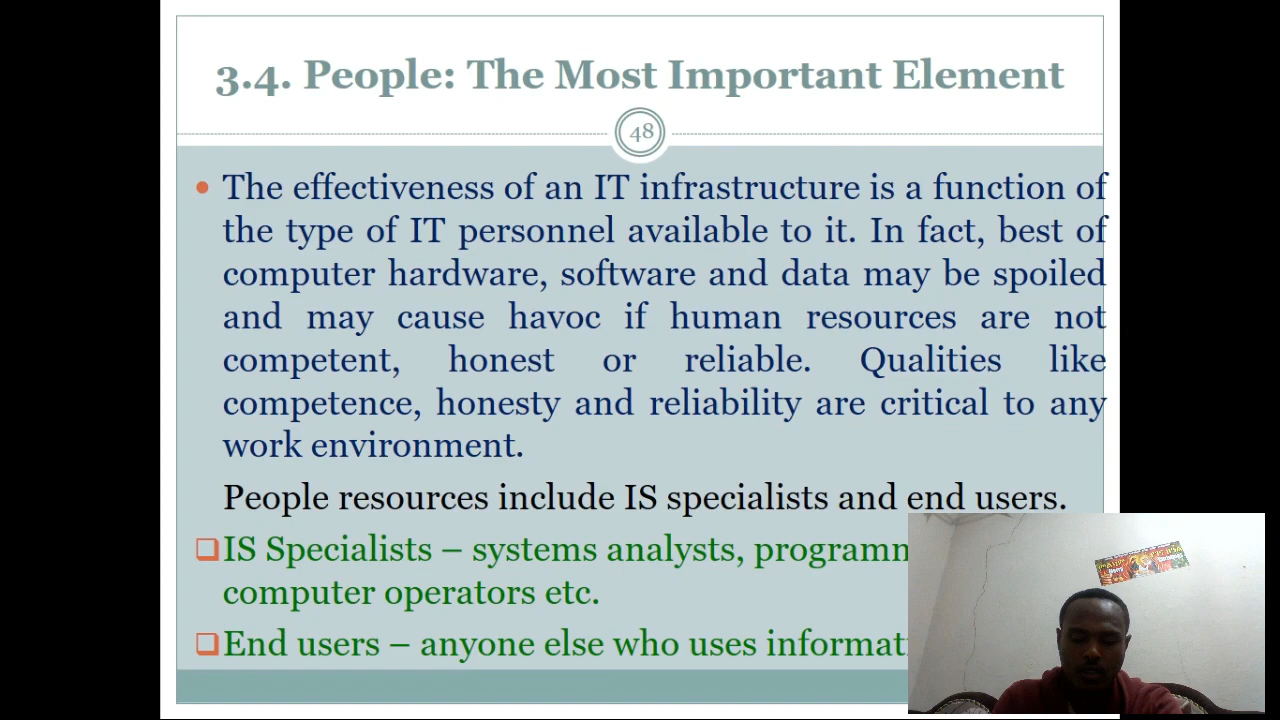 3.4. People: The Most Important Element
48
The effectiveness of an IT infrastructure is a function of
the type of IT personnel available to it. In fact, best of
computer hardware, software and data may be spoiled
and may cause havoc if human resources are not
competent, honest or reliable. Qualities like
competence, honesty and reliability are critical to any
work environment.
People resources include IS specialists and end users.
IS Specialists – systems analysts, programm
computer operators etc.
End users – anyone else who uses informati